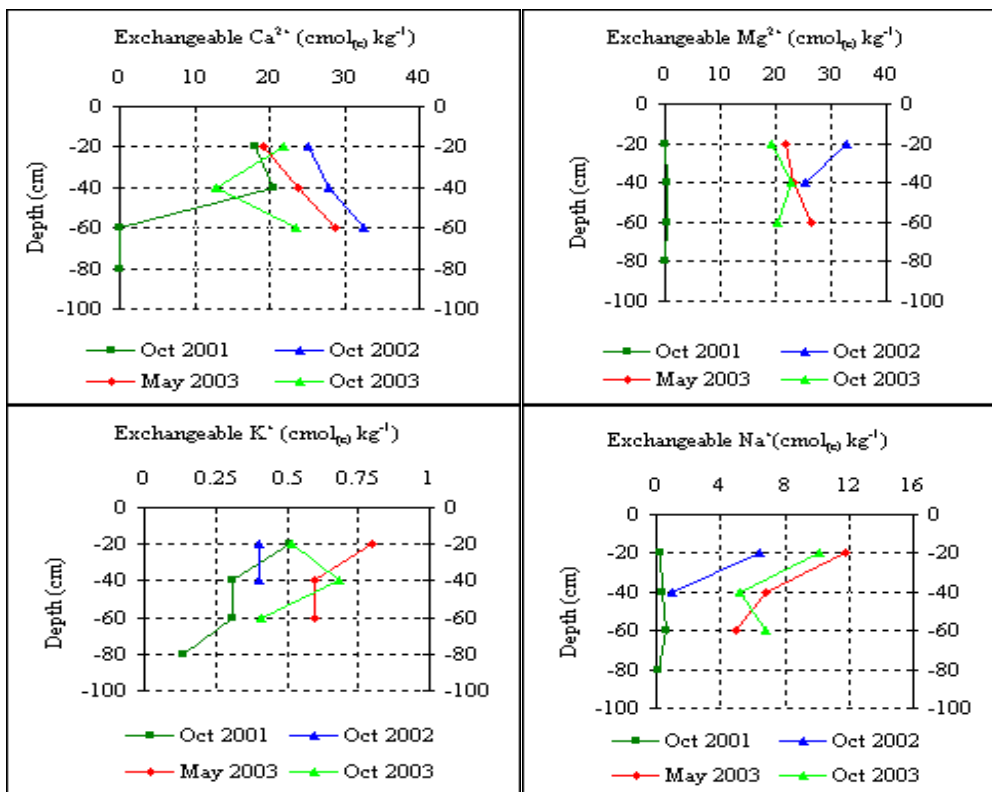 Exchangeable Ca²⁺ (cmol₍c₎ kg⁻¹)
0 10 20 30 40
0 0
-20 -20
-40 -40
-60 -60
-80 -80
-100 -100
Depth (cm)
Oct 2001 Oct 2002
May 2003 Oct 2003
Exchangeable Mg²⁺ (cmol₍c₎ kg⁻¹)
0 20 30 40
0 0
-20 -20
-40 -40
-60 -60
-80 -80
-100 -100
Depth (cm)
Oct 2001 Oct 2002
May 2003 Oct 2003
Exchangeable K⁺ (cmol₍c₎ kg⁻¹)
0 0.25 0.5 0.75 1
0 0
-20 -20
-40 -40
-60 -60
-80 -80
-100 -100
Depth (cm)
Oct 2001 Oct 2002
May 2003 Oct 2003
Exchangeable Na⁺(cmol₍c₎ kg⁻¹)
0 4 8 12 16
0 0
-20 -20
-40 -40
-60 -60
-80 -80
-100 -100
Depth (cm)
Oct 2001 Oct 2002
May 2003 Oct 2003